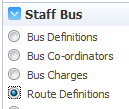 Staff Bus
Bus Definitions
Bus Co-ordinators
Bus Charges
Route Definitions